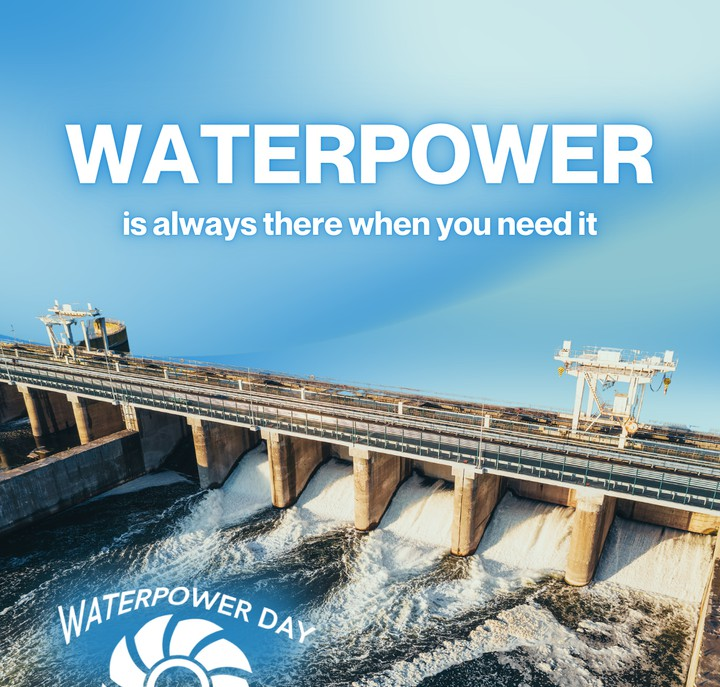 WATERPOWER
is always there when you need it
WATERPOWER DAY